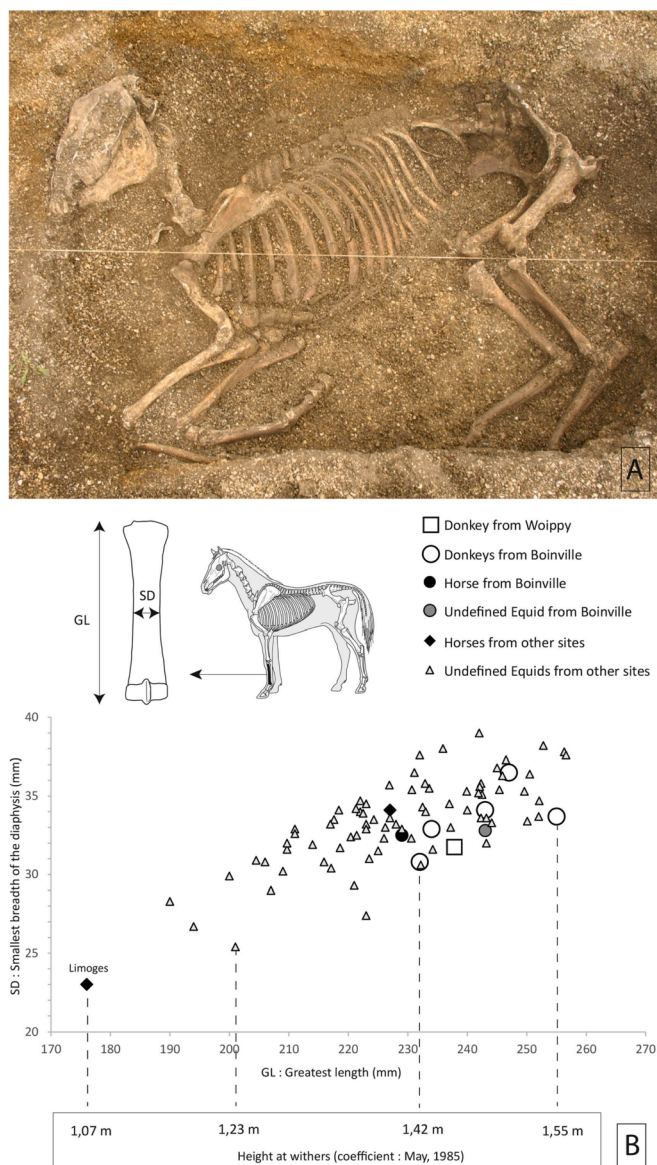 A
GL
SD
Donkey from Woippy
Donkeys from Boinville
Horse from Boinville
Undefined Equid from Boinville
Horses from other sites
Undefined Equids from other sites
SD : Smallest breadth of the diaphysis (mm)
40
35
30
25
20
Limoges
170 180 190 200 210 220 230 240 250 260 270
GL : Greatest length (mm)
1,07 m 1,23 m 1,42 m 1,55 m
Height at withers (coefficient : May, 1985)
B